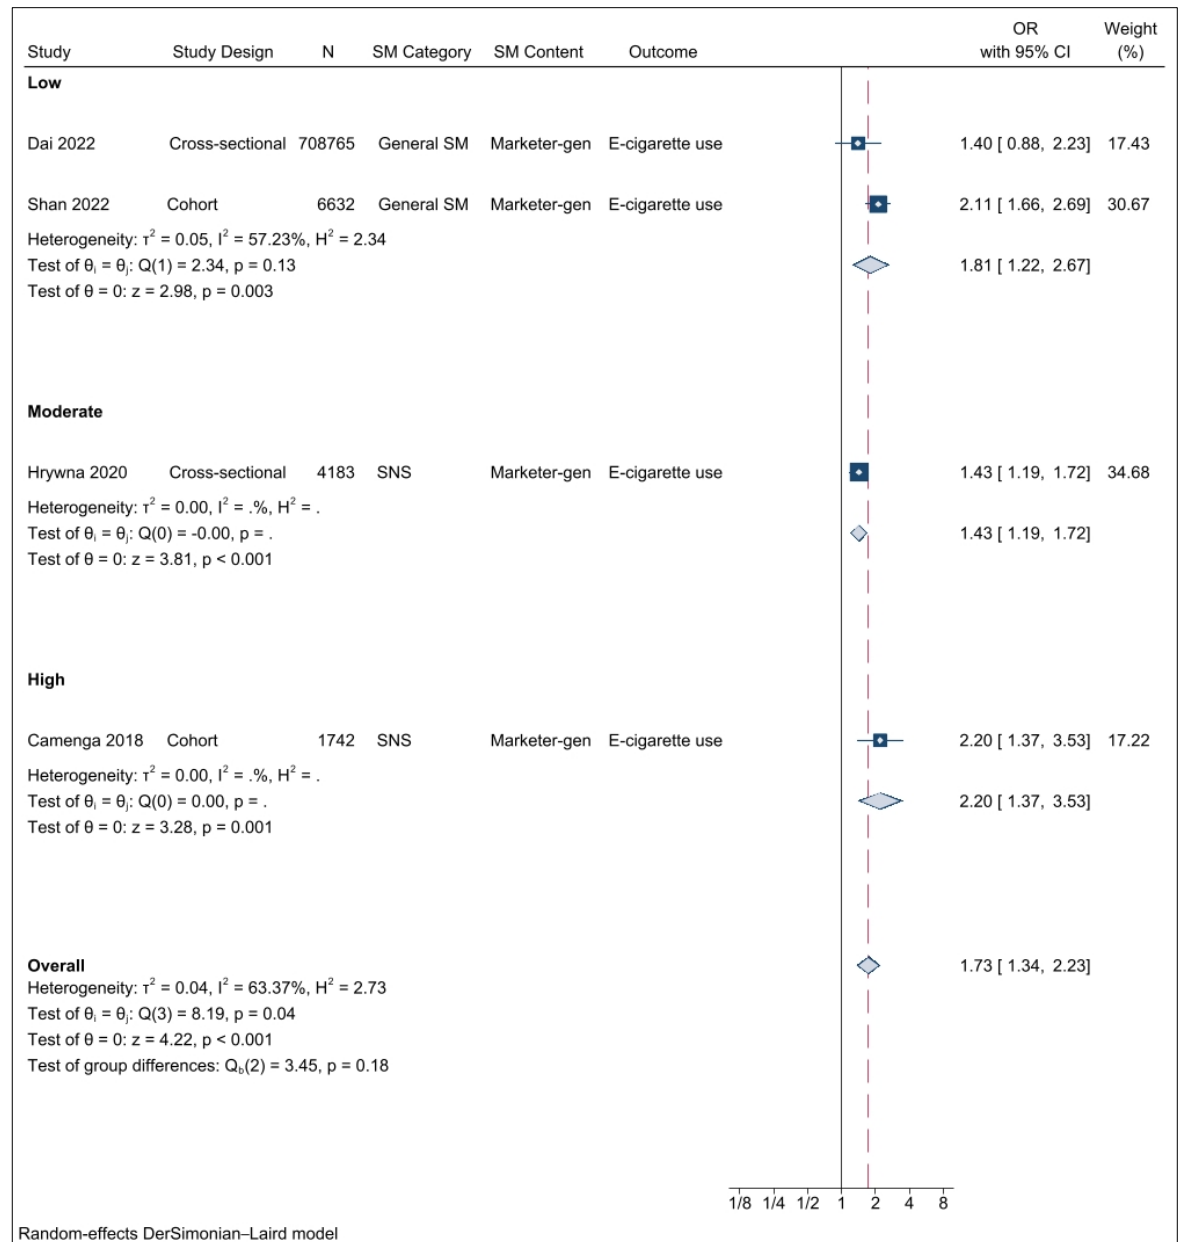 Study Study Design N SM Category SM Content Outcome OR with 95% CI Weight (%)
Low
Dai 2022 Cross-sectional 708765 General SM Marketer-gen E-cigarette use 1.40 [ 0.88, 2.23] 17.43
Shan 2022 Cohort 6632 General SM Marketer-gen E-cigarette use 2.11 [ 1.66, 2.69] 30.67
Heterogeneity: τ² = 0.05, I² = 57.23%, H² = 2.34
Test of θᵢ = θⱼ: Q(1) = 2.34, p = 0.13 1.81 [ 1.22, 2.67]
Test of θ = 0: z = 2.98, p = 0.003
Moderate
Hrywna 2020 Cross-sectional 4183 SNS Marketer-gen E-cigarette use 1.43 [ 1.19, 1.72] 34.68
Heterogeneity: τ² = 0.00, I² = .%, H² = .
Test of θᵢ = θⱼ: Q(0) = -0.00, p = . 1.43 [ 1.19, 1.72]
Test of θ = 0: z = 3.81, p < 0.001
High
Camenga 2018 Cohort 1742 SNS Marketer-gen E-cigarette use 2.20 [ 1.37, 3.53] 17.22
Heterogeneity: τ² = 0.00, I² = .%, H² = .
Test of θᵢ = θⱼ: Q(0) = 0.00, p = . 2.20 [ 1.37, 3.53]
Test of θ = 0: z = 3.28, p = 0.001
Overall 1.73 [ 1.34, 2.23]
Heterogeneity: τ² = 0.04, I² = 63.37%, H² = 2.73
Test of θᵢ = θⱼ: Q(3) = 8.19, p = 0.04
Test of θ = 0: z = 4.22, p < 0.001
Test of group differences: Q_b(2) = 3.45, p = 0.18
1/8 1/4 1/2 1 2 4 8
Random-effects DerSimonian–Laird model